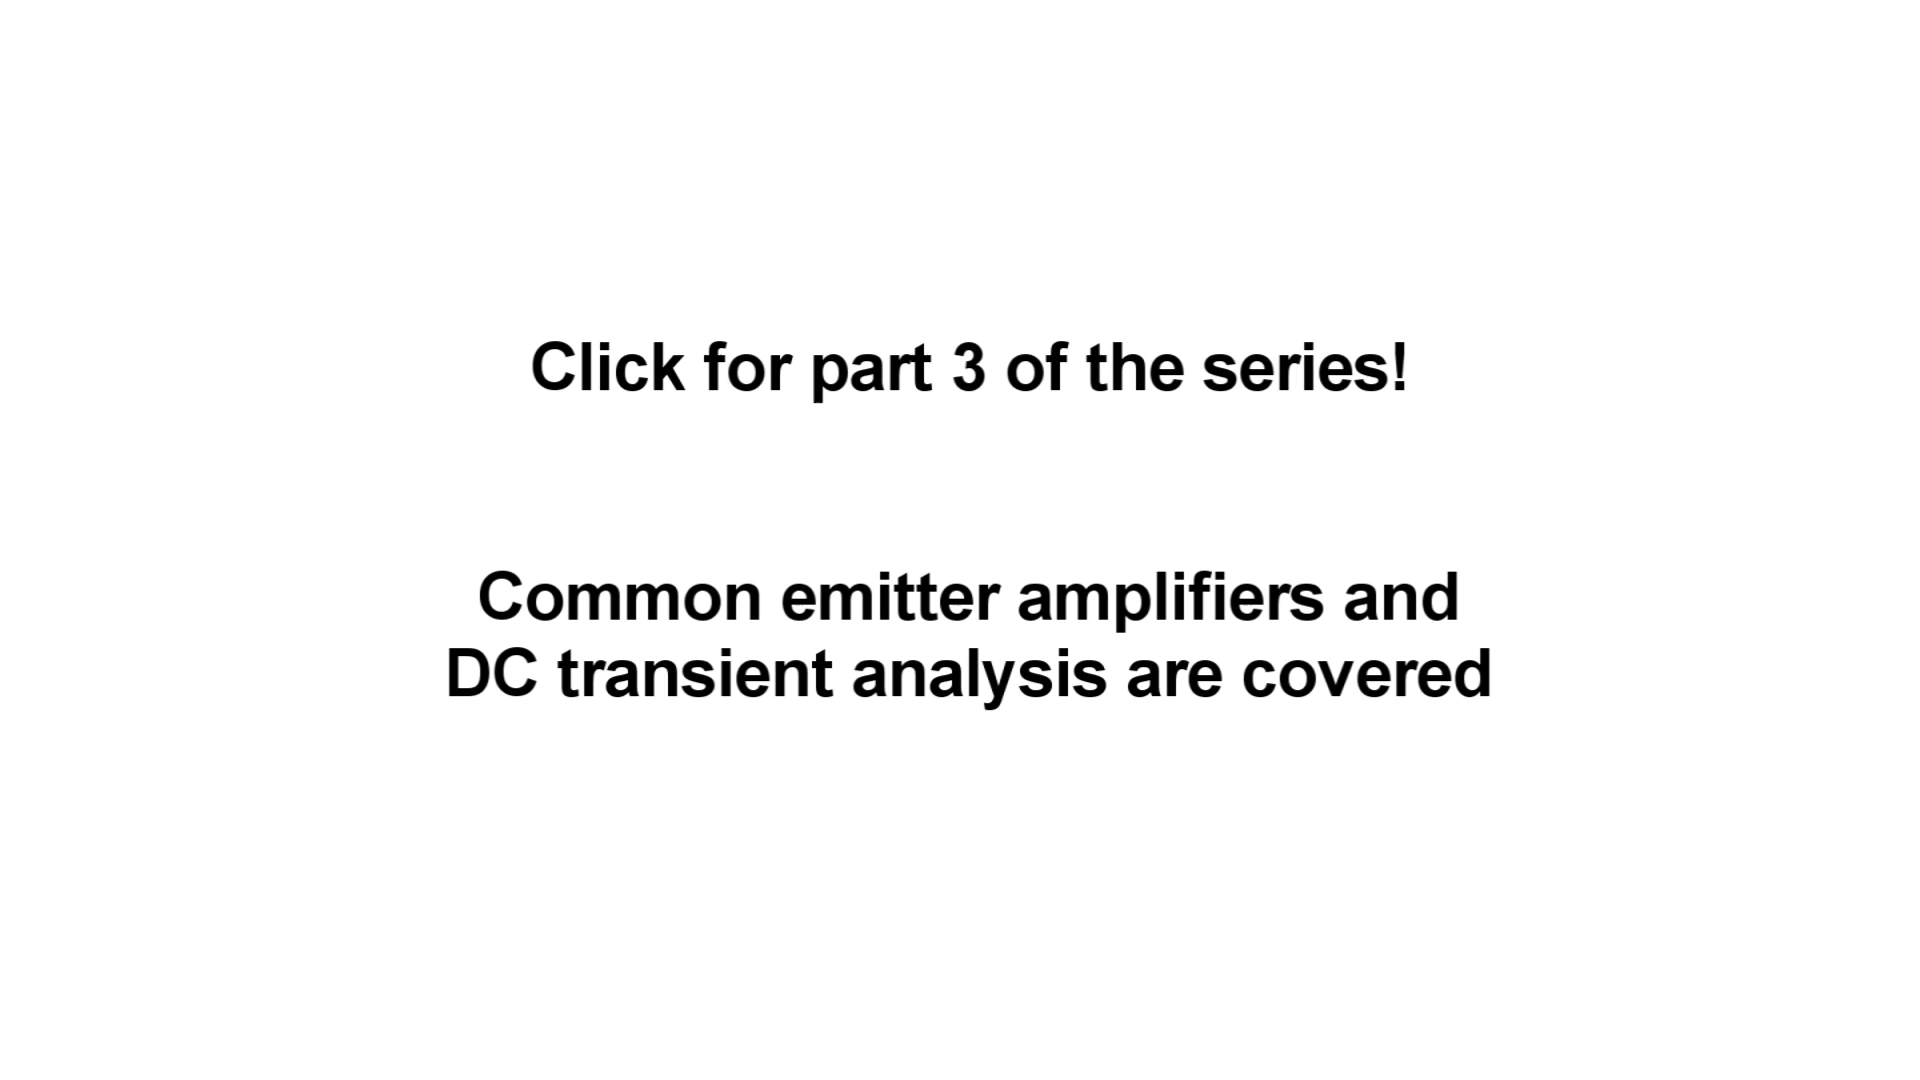 Click for part 3 of the series!
Common emitter amplifiers and
DC transient analysis are covered